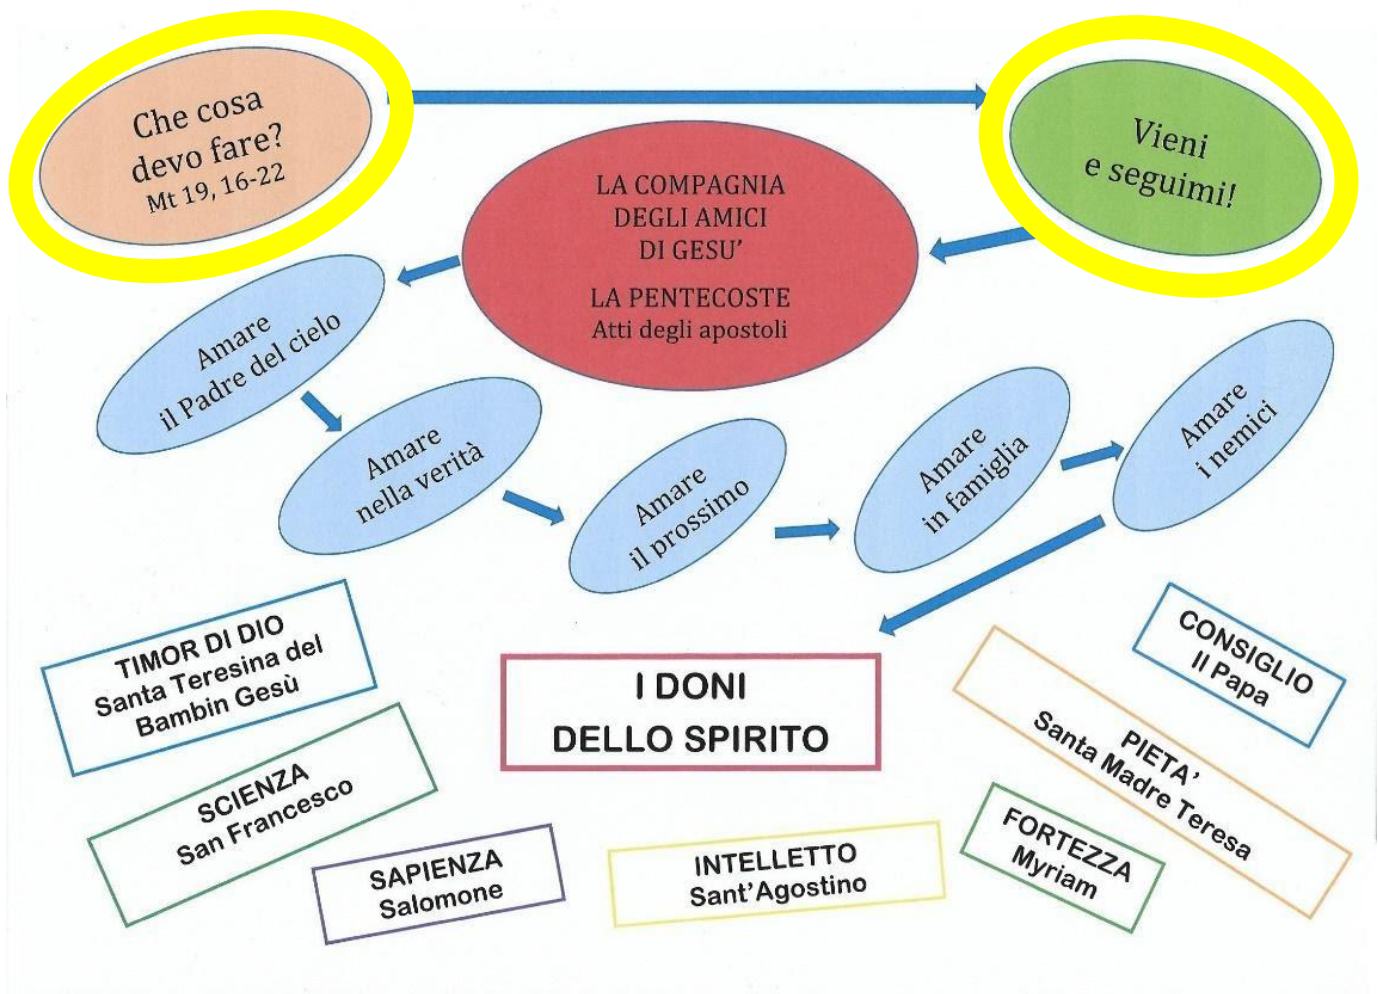 Che cosa
devo fare?
Mt 19, 16-22
Vieni
e seguimi!
LA COMPAGNIA
DEGLI AMICI
DI GESU'
LA PENTECOSTE
Atti degli apostoli
Amare
il Padre del cielo
Amare
nella verità
Amare
il prossimo
Amare
in famiglia
Amare
i nemici
TIMOR DI DIO
Santa Teresina del
Bambin Gesù
SCIENZA
San Francesco
SAPIENZA
Salomone
I DONI
DELLO SPIRITO
INTELLETTO
Sant'Agostino
FORTEZZA
Myriam
PIETA'
Santa Madre Teresa
CONSIGLIO
Il Papa